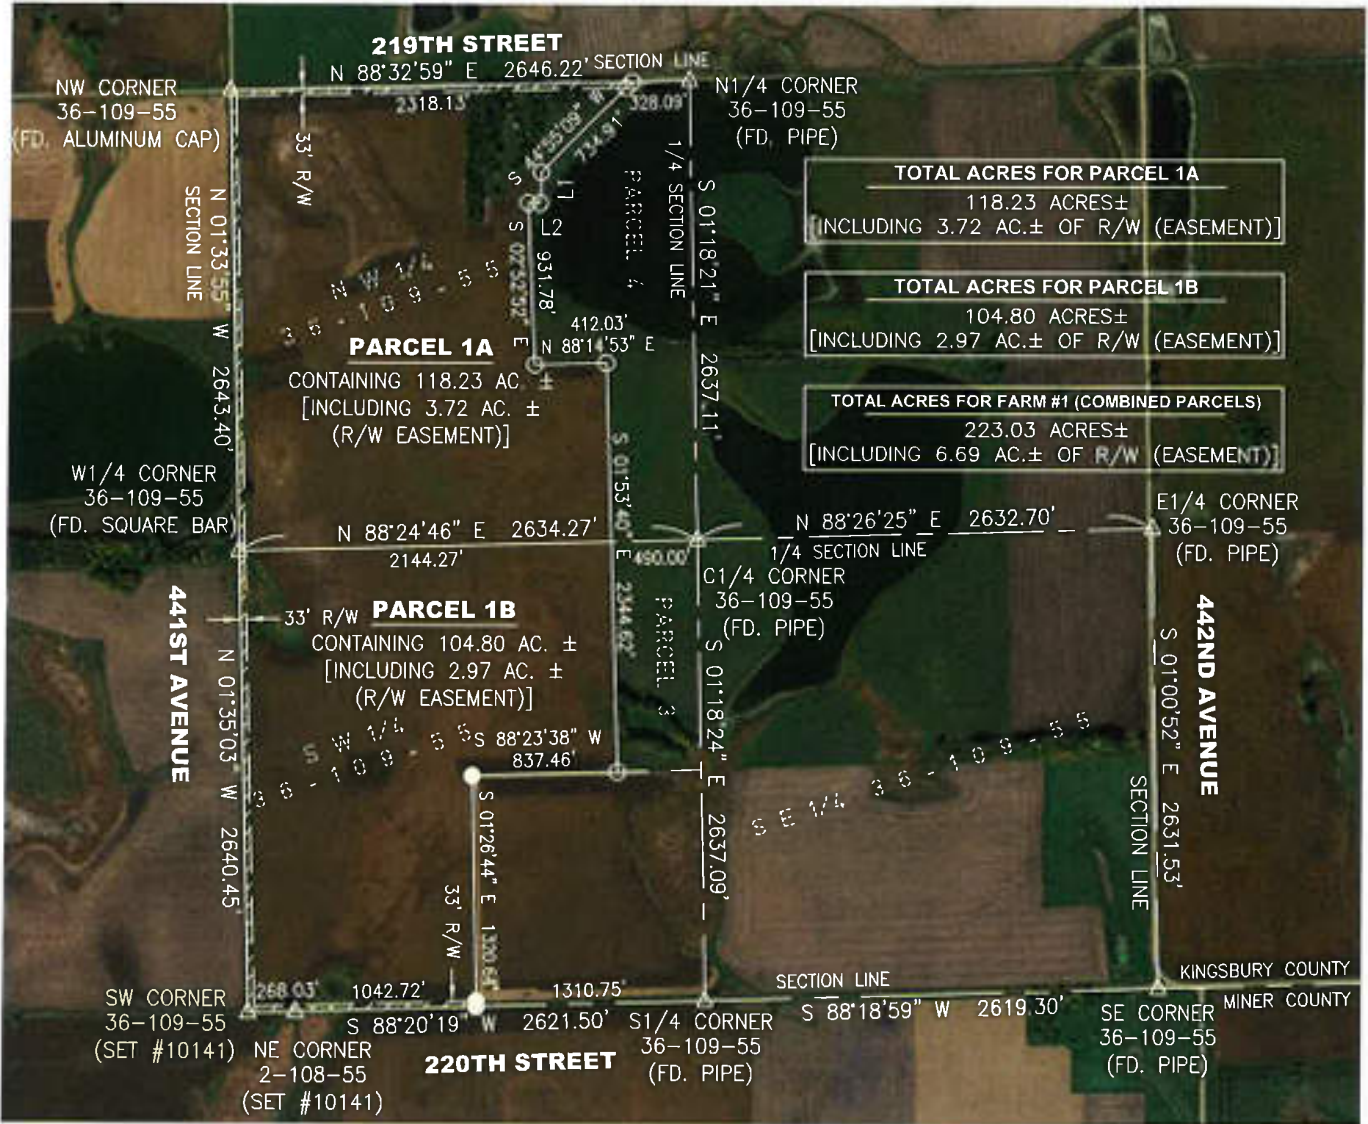 219TH STREET
N 88°32'59" E 2646.22' SECTION LINE
2318.13'
328.09'
NW CORNER
36-109-55
(FD. ALUMINUM CAP)
N1/4 CORNER
36-109-55
(FD. PIPE)
33' R/W
S 44°55'09" W
734.91'
L1
L2
PARCEL 4
1/4 SECTION LINE
S 01°18'21" E 2637.11'
TOTAL ACRES FOR PARCEL 1A
118.23 ACRES±
[INCLUDING 3.72 AC.± OF R/W (EASEMENT)]
TOTAL ACRES FOR PARCEL 1B
104.80 ACRES±
[INCLUDING 2.97 AC.± OF R/W (EASEMENT)]
TOTAL ACRES FOR FARM #1 (COMBINED PARCELS)
223.03 ACRES±
[INCLUDING 6.69 AC.± OF R/W (EASEMENT)]
N 01°33'55" W 2643.40'
SECTION LINE
NW 1/4
36-109-55
931.78'
412.03'
N 88°14'53" E
PARCEL 1A
CONTAINING 118.23 AC. ±
[INCLUDING 3.72 AC. ±
(R/W EASEMENT)]
S 01°53'40" E 2344.62'
W1/4 CORNER
36-109-55
(FD. SQUARE BAR)
N 88°24'46" E 2634.27'
2144.27'
490.00'
N 88°26'25" E 2632.70'
1/4 SECTION LINE
E1/4 CORNER
36-109-55
(FD. PIPE)
C1/4 CORNER
36-109-55
(FD. PIPE)
441ST AVENUE
33' R/W
PARCEL 1B
CONTAINING 104.80 AC. ±
[INCLUDING 2.97 AC. ±
(R/W EASEMENT)]
PARCEL 3
S 01°18'24" E 2637.09'
442ND AVENUE
S 01°00'52" E 2631.53'
SECTION LINE
N 01°35'03 W 2640.45'
SW 1/4
36-109-55
S 88°23'38" W
837.46'
SE 1/4 36-109-55
S 01°26'44" E 1320.64'
33' R/W
SECTION LINE
KINGSBURY COUNTY
MINER COUNTY
268.03'
1042.72'
1310.75'
S 88°20'19 W 2621.50'
S 88°18'59" W 2619.30'
SW CORNER
36-109-55
(SET #10141)
NE CORNER
2-108-55
(SET #10141)
220TH STREET
S1/4 CORNER
36-109-55
(FD. PIPE)
SE CORNER
36-109-55
(FD. PIPE)